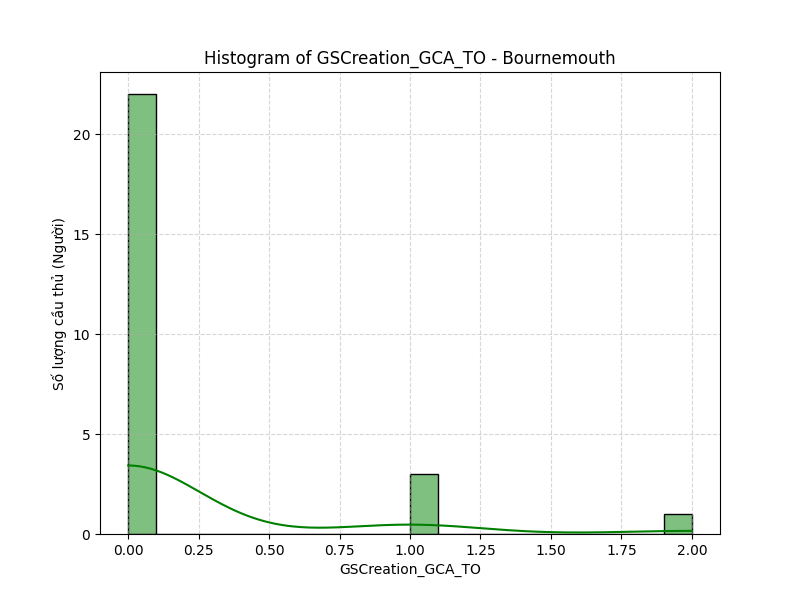 Histogram of GSCreation_GCA_TO - Bournemouth
Số lượng cầu thủ (Người)
20
15
10
5
0
0.00 0.25 0.50 0.75 1.00 1.25 1.50 1.75 2.00
GSCreation_GCA_TO